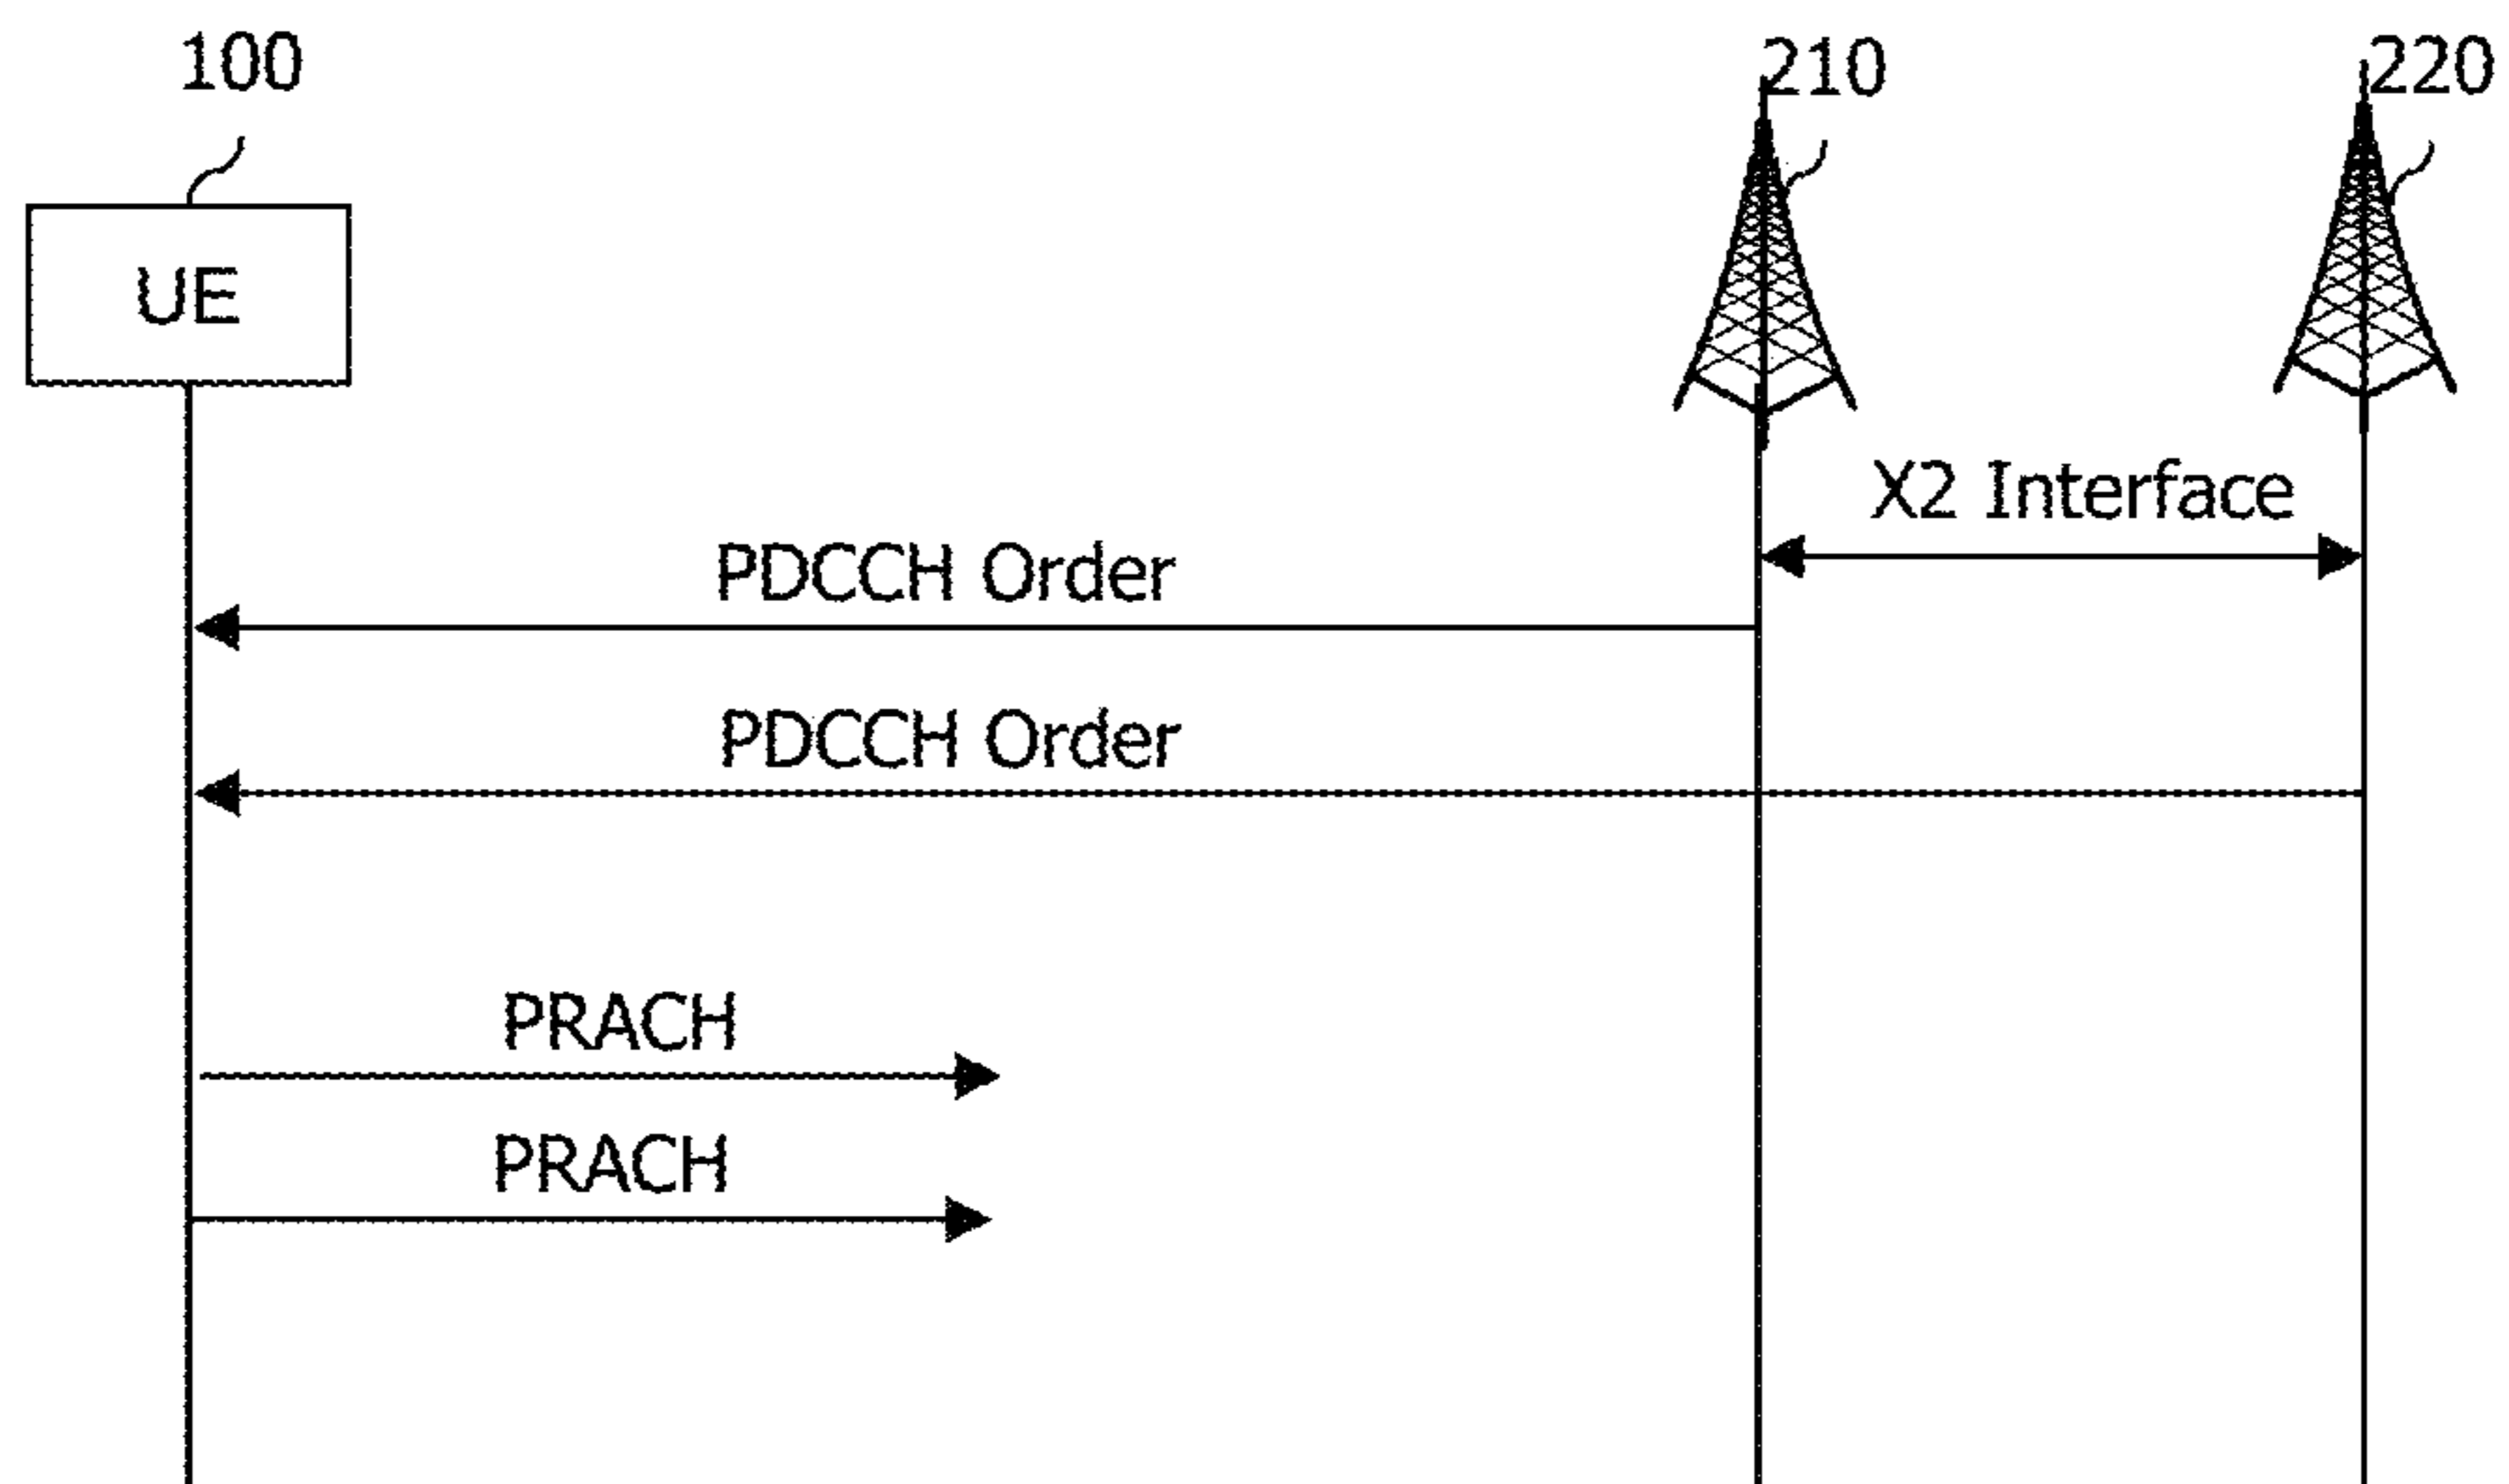 100
210
220
UE
X2 Interface
PDCCH Order
PDCCH Order
PRACH
PRACH